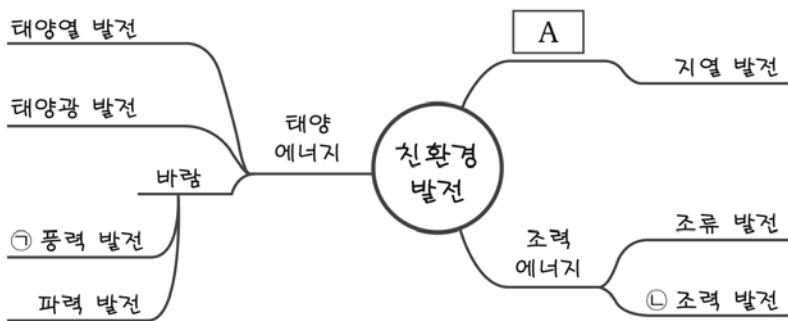 태양열 발전
태양광 발전
바람
㉠ 풍력 발전
파력 발전
태양
에너지
친환경
발전
A
지열 발전
조력
에너지
조류 발전
㉡ 조력 발전